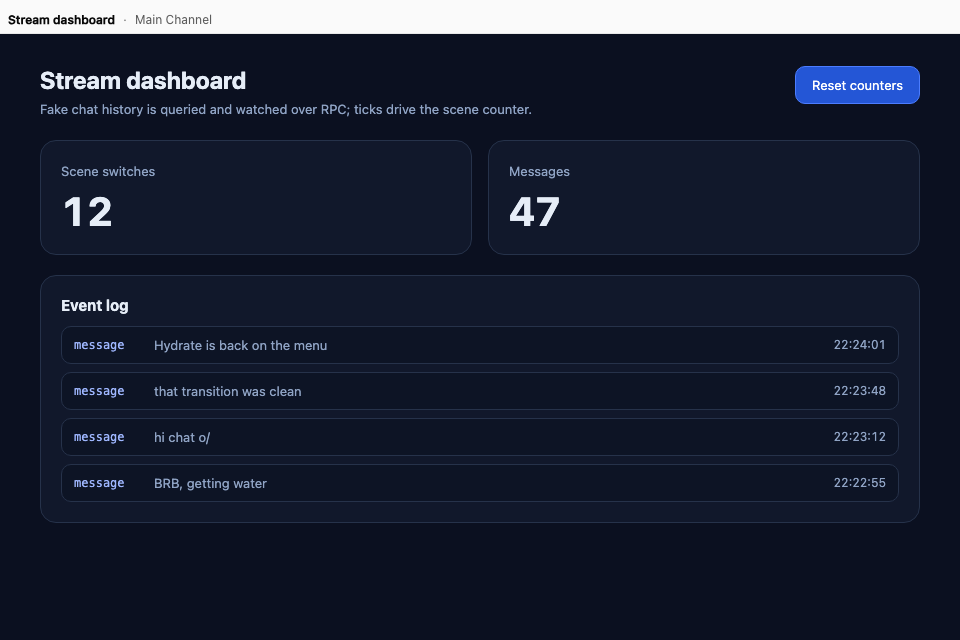 Stream dashboard · Main Channel
Stream dashboard
Reset counters
Fake chat history is queried and watched over RPC; ticks drive the scene counter.
Scene switches
12
Messages
47
Event log
message Hydrate is back on the menu 22:24:01
message that transition was clean 22:23:48
message hi chat o/ 22:23:12
message BRB, getting water 22:22:55